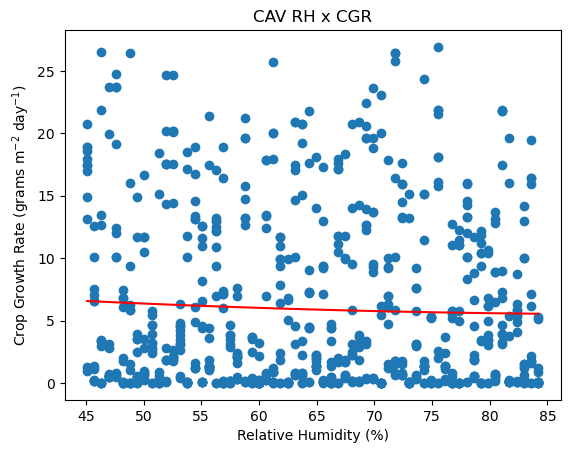 CAV RH x CGR
Crop Growth Rate (grams m⁻² day⁻¹)
25
20
15
10
5
0
45 50 55 60 65 70 75 80 85
Relative Humidity (%)